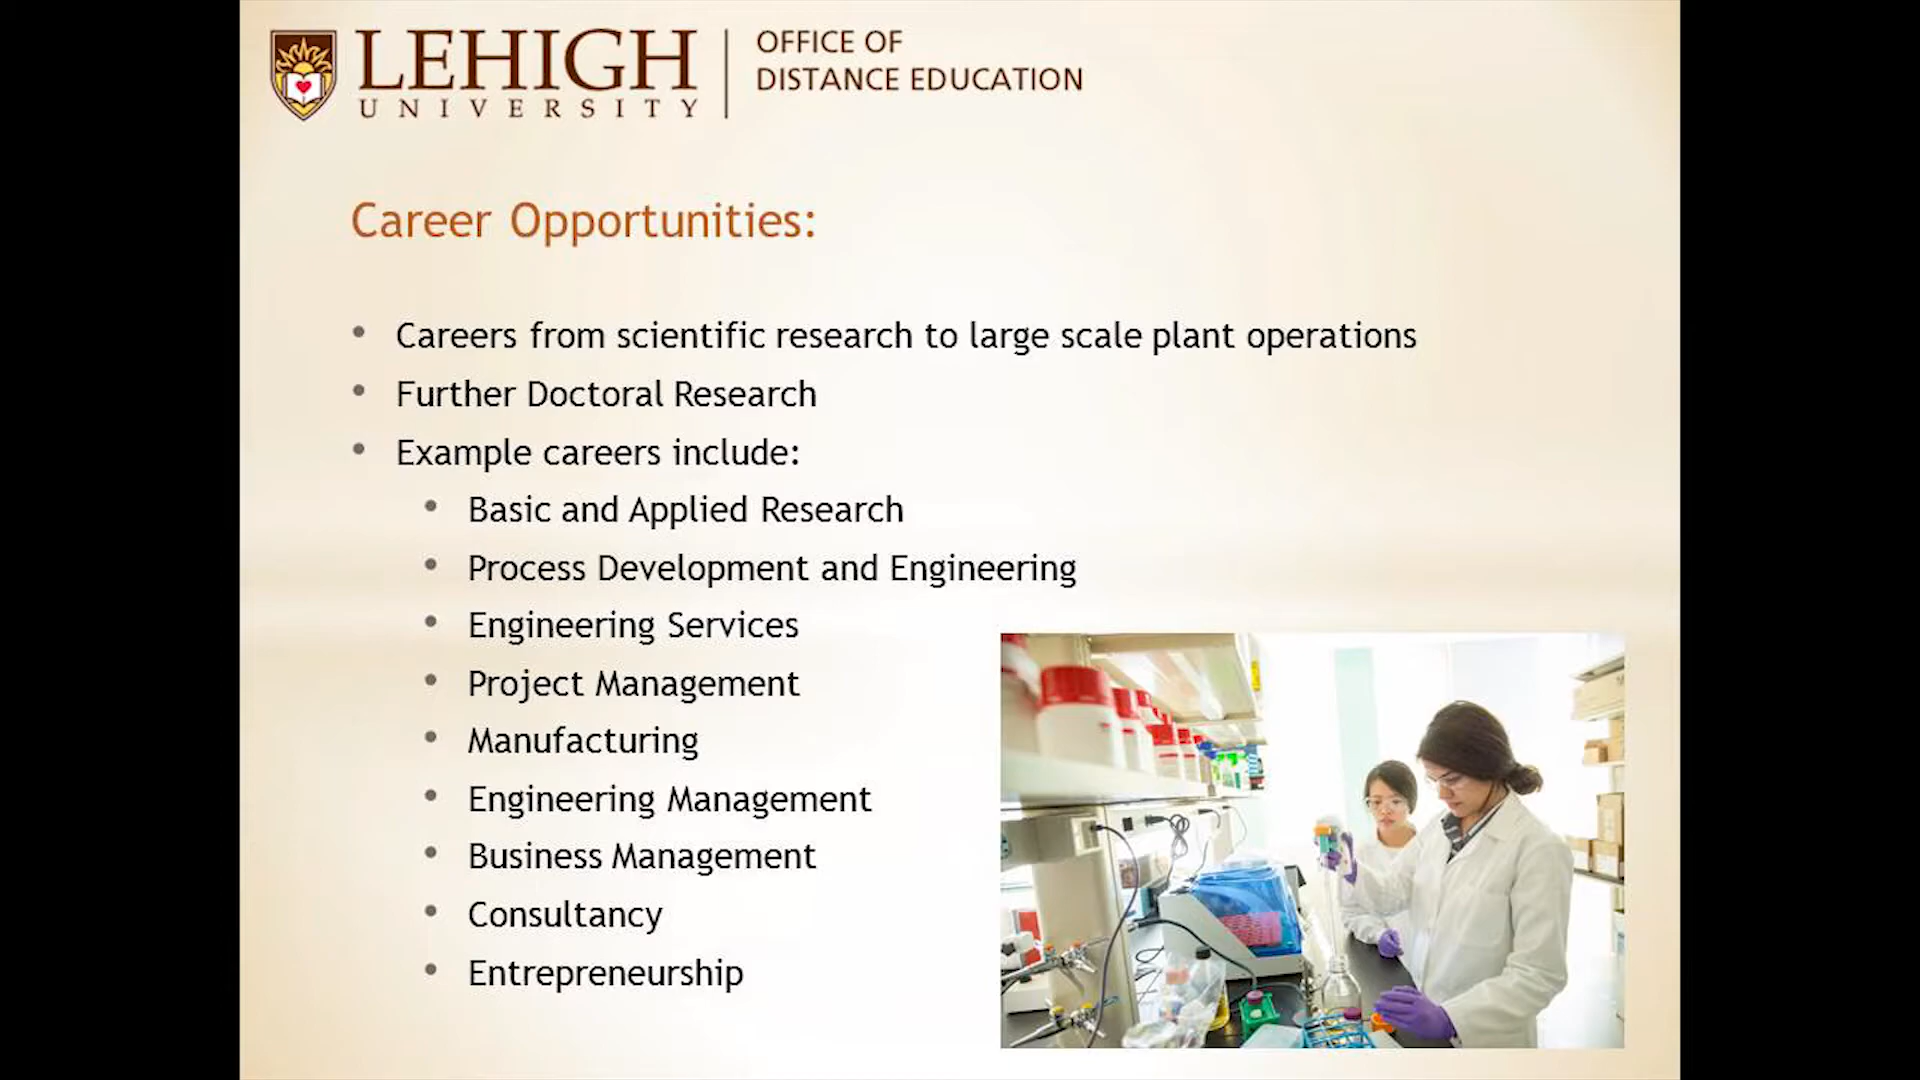 LEHIGH
UNIVERSITY
OFFICE OF
DISTANCE EDUCATION
Career Opportunities:
• Careers from scientific research to large scale plant operations
• Further Doctoral Research
• Example careers include:
• Basic and Applied Research
• Process Development and Engineering
• Engineering Services
• Project Management
• Manufacturing
• Engineering Management
• Business Management
• Consultancy
• Entrepreneurship